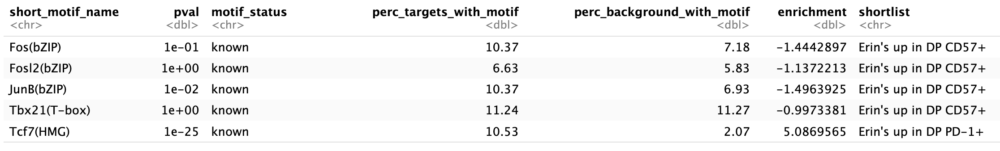 short_motif_name pval motif_status perc_targets_with_motif perc_background_with_motif enrichment shortlist
<chr> <dbl> <chr> <dbl> <dbl> <dbl> <chr>
Fos(bZIP) 1e-01 known 10.37 7.18 -1.4442897 Erin's up in DP CD57+
Fosl2(bZIP) 1e+00 known 6.63 5.83 -1.1372213 Erin's up in DP CD57+
JunB(bZIP) 1e-02 known 10.37 6.93 -1.4963925 Erin's up in DP CD57+
Tbx21(T-box) 1e+00 known 11.24 11.27 -0.9973381 Erin's up in DP CD57+
Tcf7(HMG) 1e-25 known 10.53 2.07 5.0869565 Erin's up in DP PD-1+